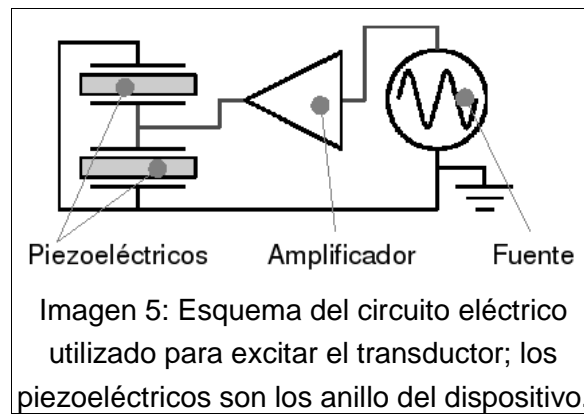 Piezoeléctricos Amplificador Fuente
Imagen 5: Esquema del circuito eléctrico
utilizado para excitar el transductor; los
piezoeléctricos son los anillo del dispositivo.